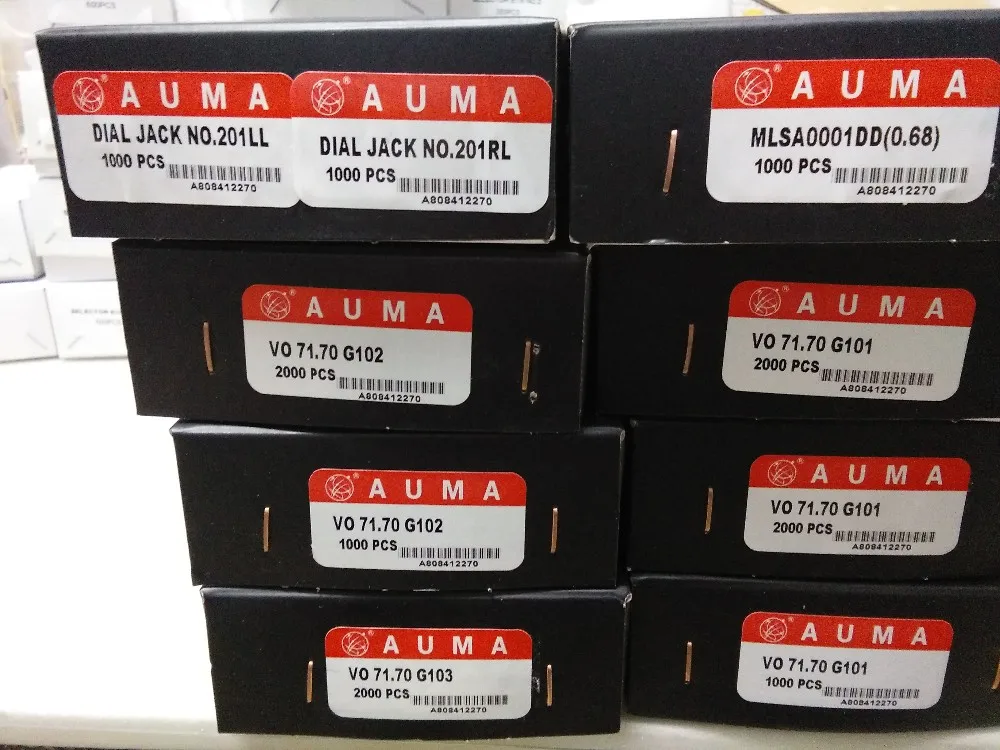 AUMA
DIAL JACK NO.201LL
1000 PCS
A808412270
AUMA
DIAL JACK NO.201RL
1000 PCS
A808412270
AUMA
MLSA0001DD(0.68)
1000 PCS
A808412270
AUMA
VO 71.70 G102
2000 PCS
A808412270
AUMA
VO 71.70 G101
2000 PCS
A808412270
AUMA
VO 71.70 G102
1000 PCS
A808412270
AUMA
VO 71.70 G101
2000 PCS
A808412270
AUMA
VO 71.70 G103
2000 PCS
A808412270
AUMA
VO 71.70 G101
1000 PCS
A808412270